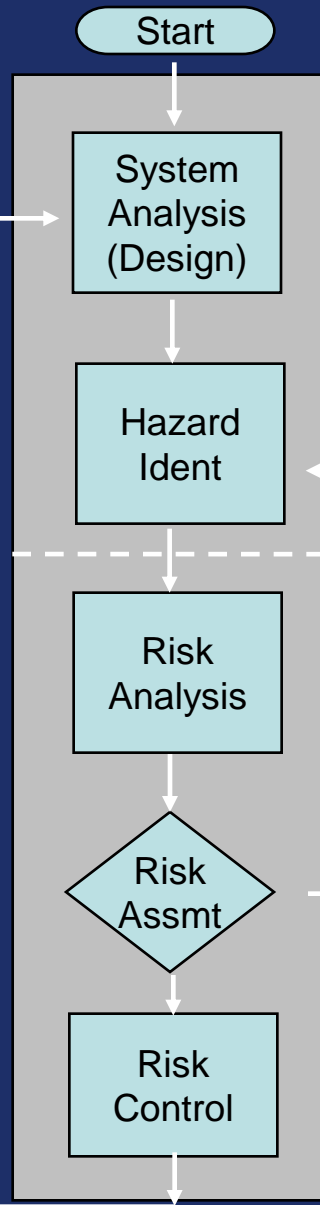 Start
System
Analysis
(Design)
Hazard
Ident
Risk
Analysis
Risk
Assmt
Risk
Control